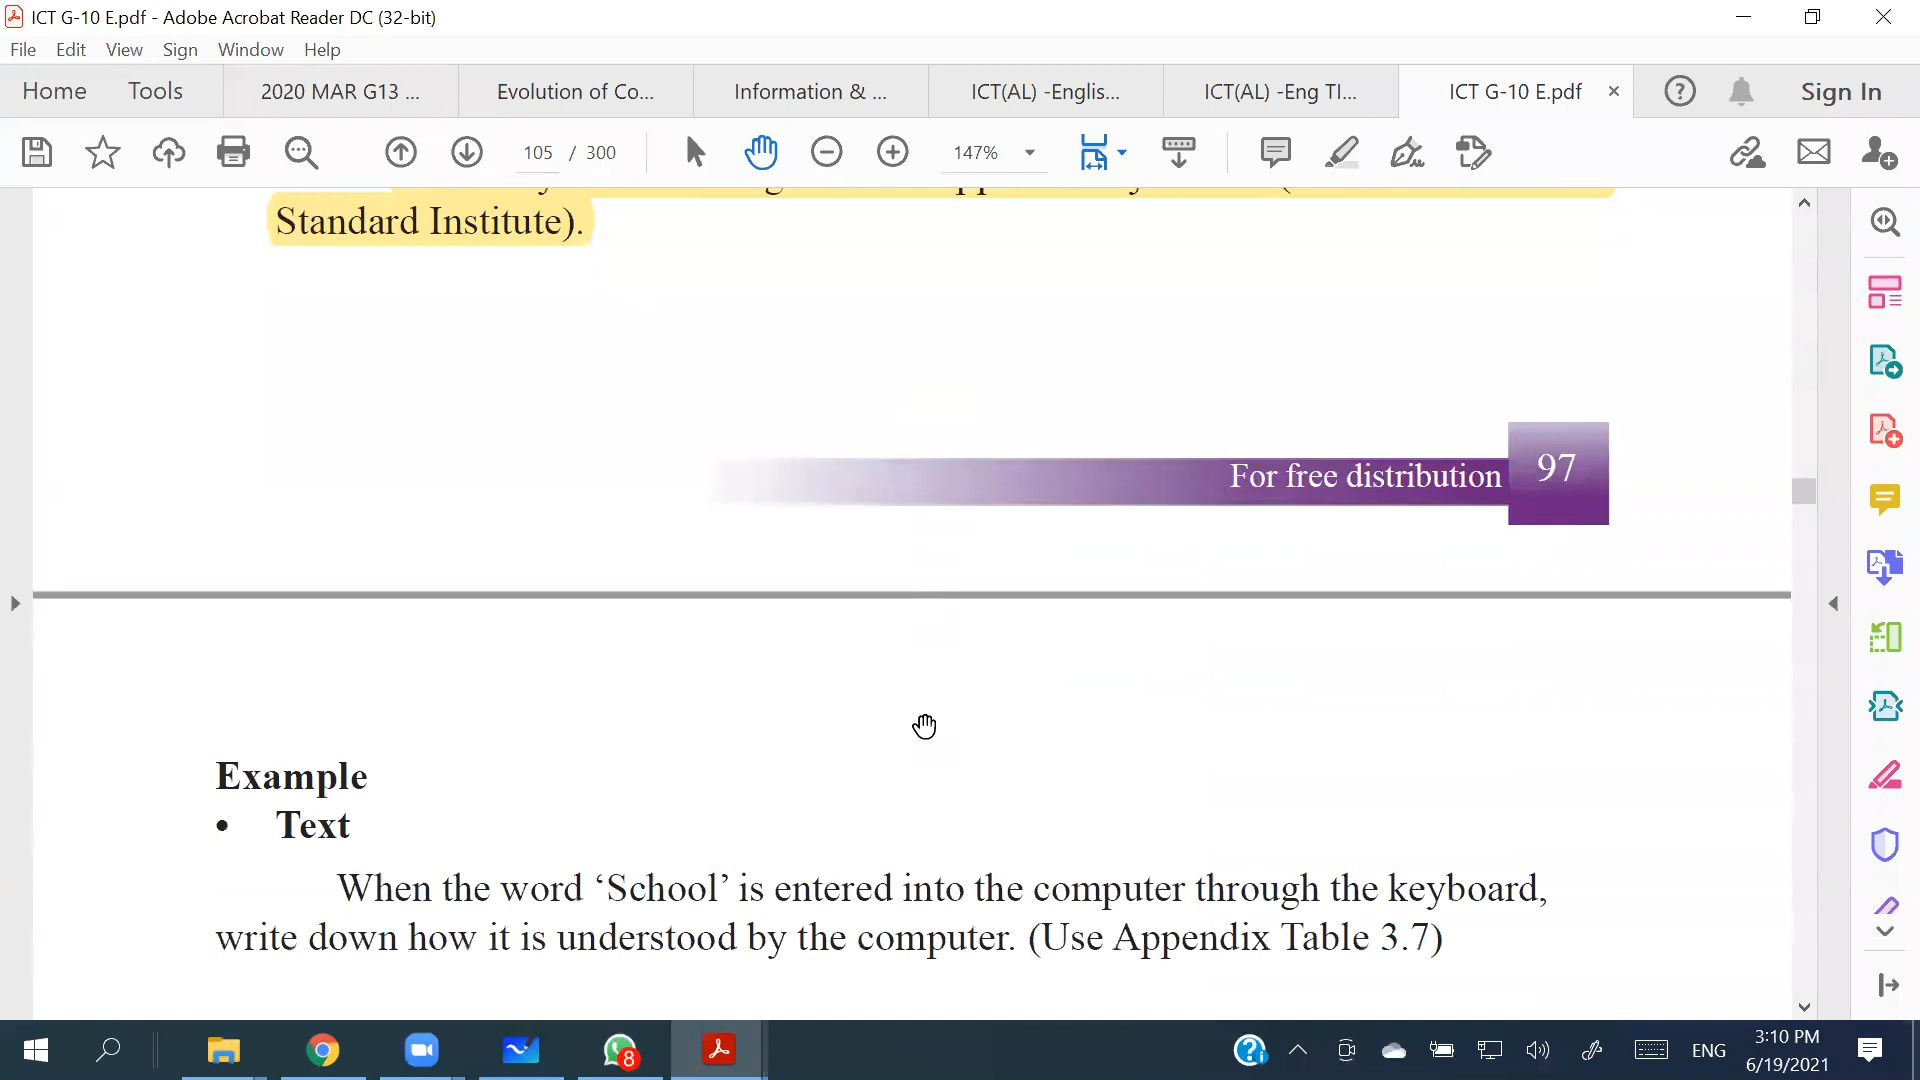 ICT G-10 E.pdf - Adobe Acrobat Reader DC (32-bit)
File Edit View Sign Window Help
Home Tools 2020 MAR G13 ... Evolution of Co... Information & ... ICT(AL) -Englis... ICT(AL) -Eng TI... ICT G-10 E.pdf × Sign In
105 / 300 147%
Standard Institute).
For free distribution 97
Example
• Text
When the word ‘School’ is entered into the computer through the keyboard,
write down how it is understood by the computer. (Use Appendix Table 3.7)
8
ENG
3:10 PM
6/19/2021